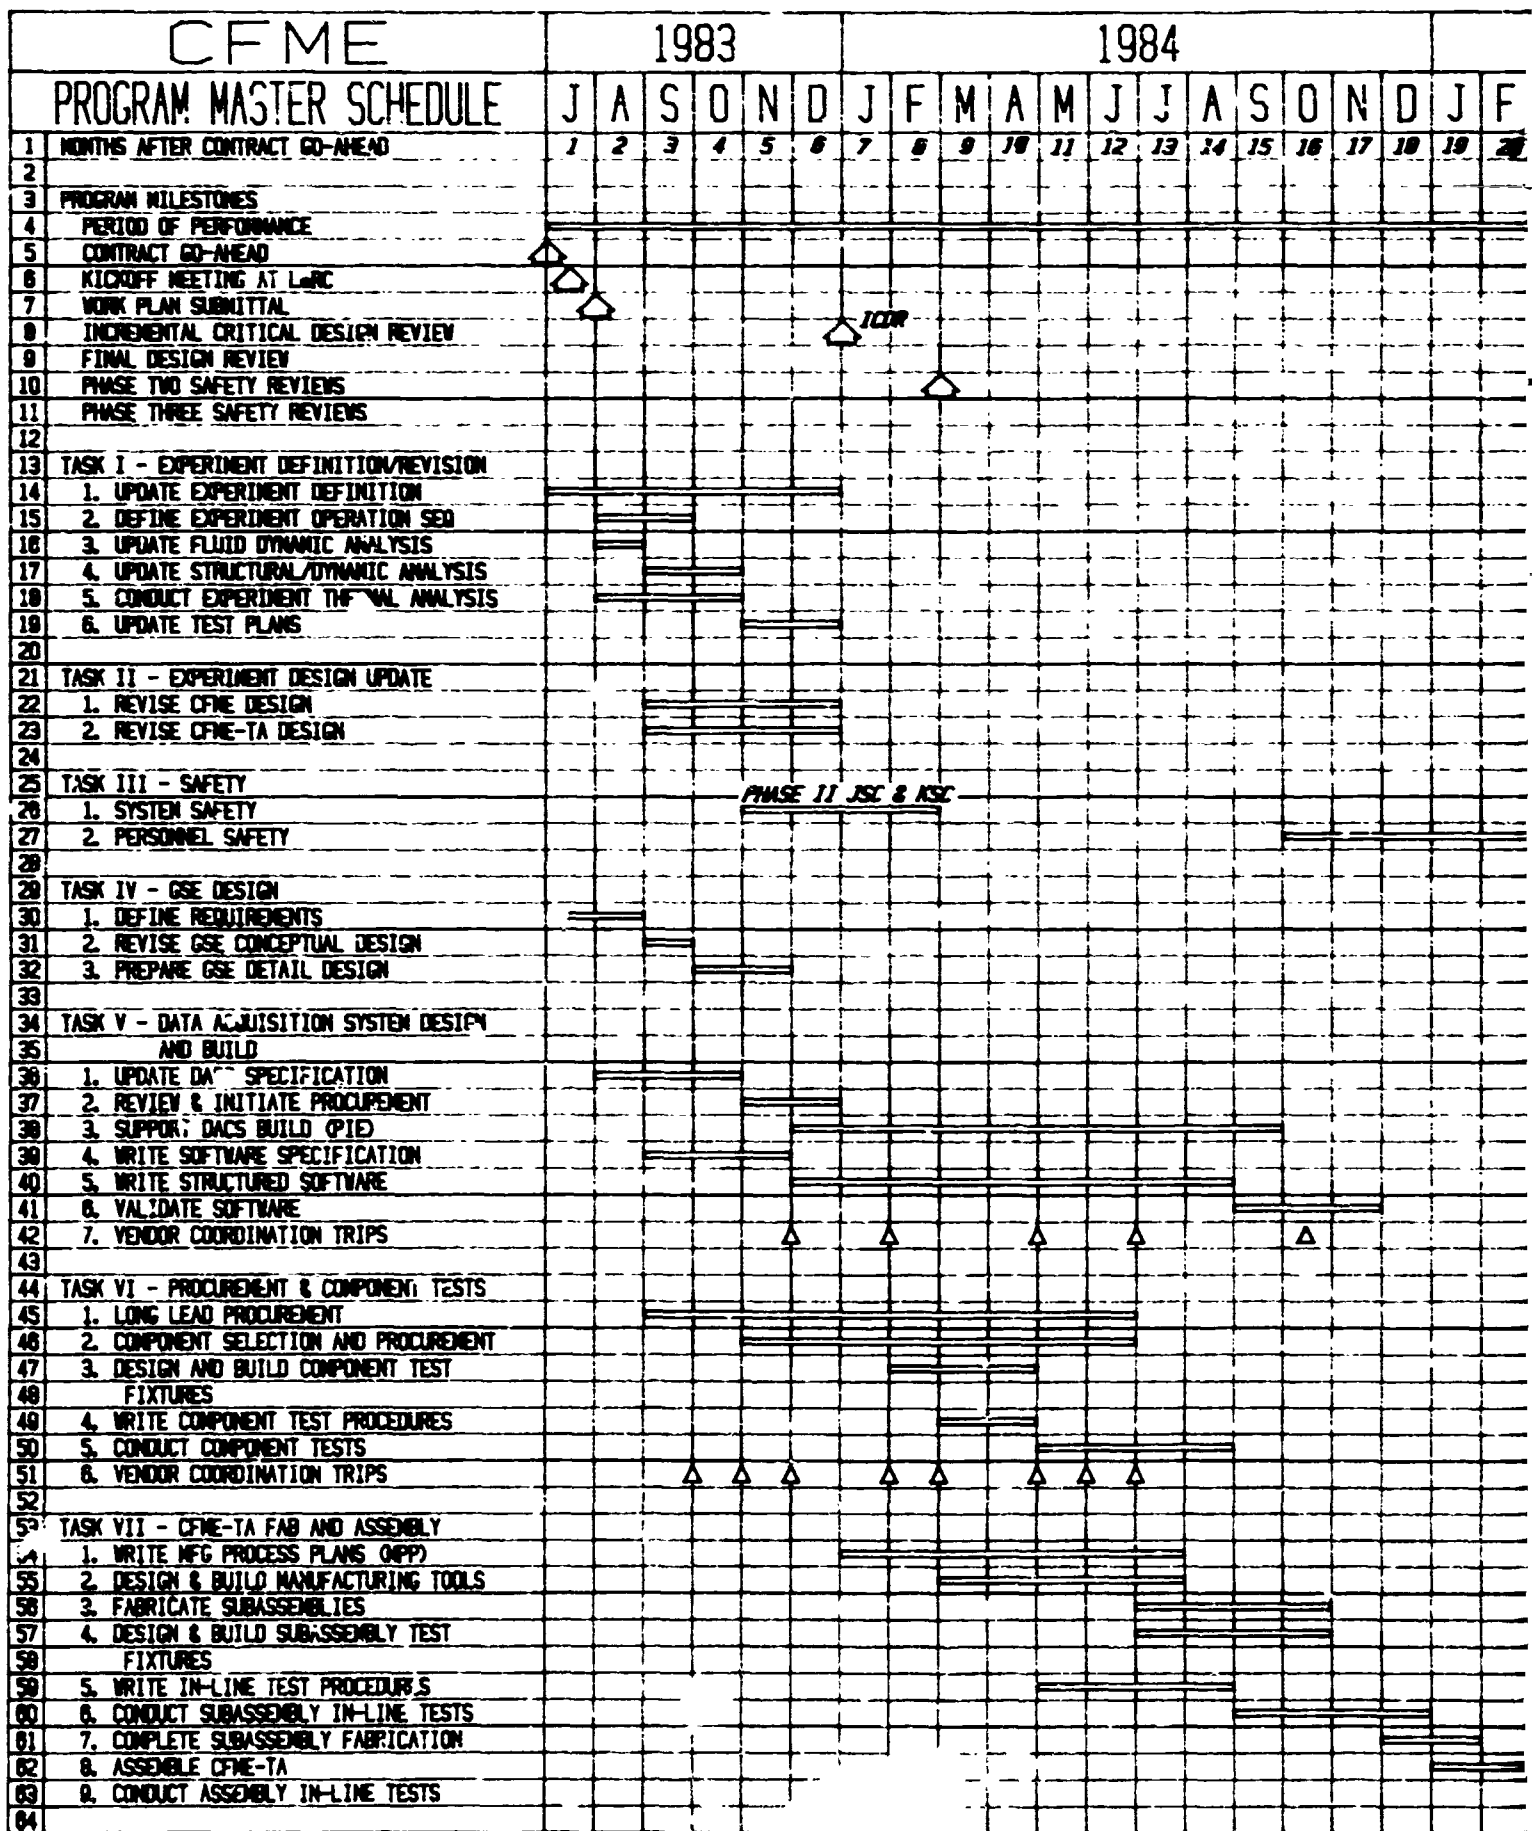 CFME 1983 1984
PROGRAM MASTER SCHEDULE J A S O N D J F M A M J J A S O N D J F
1 MONTHS AFTER CONTRACT GO-AHEAD 1 2 3 4 5 6 7 8 9 10 11 12 13 14 15 16 17 18 19 20
2
3 PROGRAM MILESTONES
4 PERIOD OF PERFORMANCE
5 CONTRACT GO-AHEAD
6 KICKOFF MEETING AT LeRC
7 WORK PLAN SUBMITTAL
8 INCREMENTAL CRITICAL DESIGN REVIEW ICDR
9 FINAL DESIGN REVIEW
10 PHASE TWO SAFETY REVIEWS
11 PHASE THREE SAFETY REVIEWS
12
13 TASK I - EXPERIMENT DEFINITION/REVISION
14 1. UPDATE EXPERIMENT DEFINITION
15 2. DEFINE EXPERIMENT OPERATION SEQ
16 3. UPDATE FLUID DYNAMIC ANALYSIS
17 4. UPDATE STRUCTURAL/DYNAMIC ANALYSIS
18 5. CONDUCT EXPERIMENT ANALYSIS
19 6. UPDATE TEST PLANS
20
21 TASK II - EXPERIMENT DESIGN UPDATE
22 1. REVISE CFME DESIGN
23 2. REVISE CFME-TA DESIGN
24
25 TASK III - SAFETY
PHASE II JSC & KSC
26 1. SYSTEM SAFETY
27 2. PERSONNEL SAFETY
28
29 TASK IV - GSE DESIGN
30 1. DEFINE REQUIREMENTS
31 2. REVISE GSE CONCEPTUAL DESIGN
32 3. PREPARE GSE DETAIL DESIGN
33
34 TASK V - DATA ACQUISITION SYSTEM DESIGN
35 AND BUILD
36 1. UPDATE SPECIFICATION
37 2. REVIEW & INITIATE PROCUREMENT
38 3. SUPPORT DACS BUILD (PIE)
39 4. WRITE SOFTWARE SPECIFICATION
40 5. WRITE STRUCTURED SOFTWARE
41 6. VALIDATE SOFTWARE
42 7. VENDOR COORDINATION TRIPS
43
44 TASK VI - PROCUREMENT & COMPONENT TESTS
45 1. LONG LEAD PROCUREMENT
46 2. COMPONENT SELECTION AND PROCUREMENT
47 3. DESIGN AND BUILD COMPONENT TEST
48 FIXTURES
49 4. WRITE COMPONENT TEST PROCEDURES
50 5. CONDUCT COMPONENT TESTS
51 6. VENDOR COORDINATION TRIPS
52
TASK VII - CFME-TA FAB AND ASSEMBLY
1. WRITE MFG PROCESS PLANS (MPP)
55 2. DESIGN & BUILD MANUFACTURING TOOLS
56 3. FABRICATE SUBASSEMBLIES
57 4. DESIGN & BUILD SUBASSEMBLY TEST
58 FIXTURES
59 5. WRITE IN-LINE TEST PROCEDURES
60 6. CONDUCT SUBASSEMBLY IN-LINE TESTS
61 7. COMPLETE SUBASSEMBLY FABRICATION
62 8. ASSEMBLE CFME-TA
63 9. CONDUCT ASSEMBLY IN-LINE TESTS
64